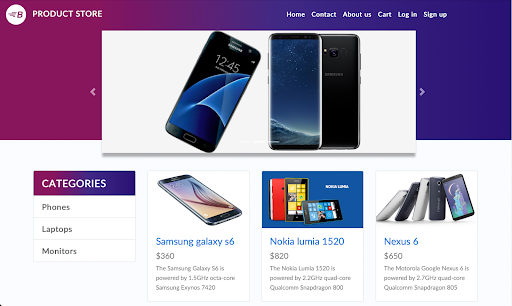 B
PRODUCT STORE
Home
Contact
About us
Cart
Log in
Sign up
12:45
SAMSUNG
CATEGORIES
Phones
Laptops
Monitors
Samsung galaxy s6
$360
The Samsung Galaxy S6 is
powered by 1.5GHz octa-core
Samsung Exynos 7420
NOKIA LUMIA
Nokia lumia 1520
$820
The Nokia Lumia 1520 is
powered by 2.2GHz quad-core
Qualcomm Snapdragon 800
Nexus 6
$650
The Motorola Google Nexus 6 is
powered by 2.7GHz quad-core
Qualcomm Snapdragon 805